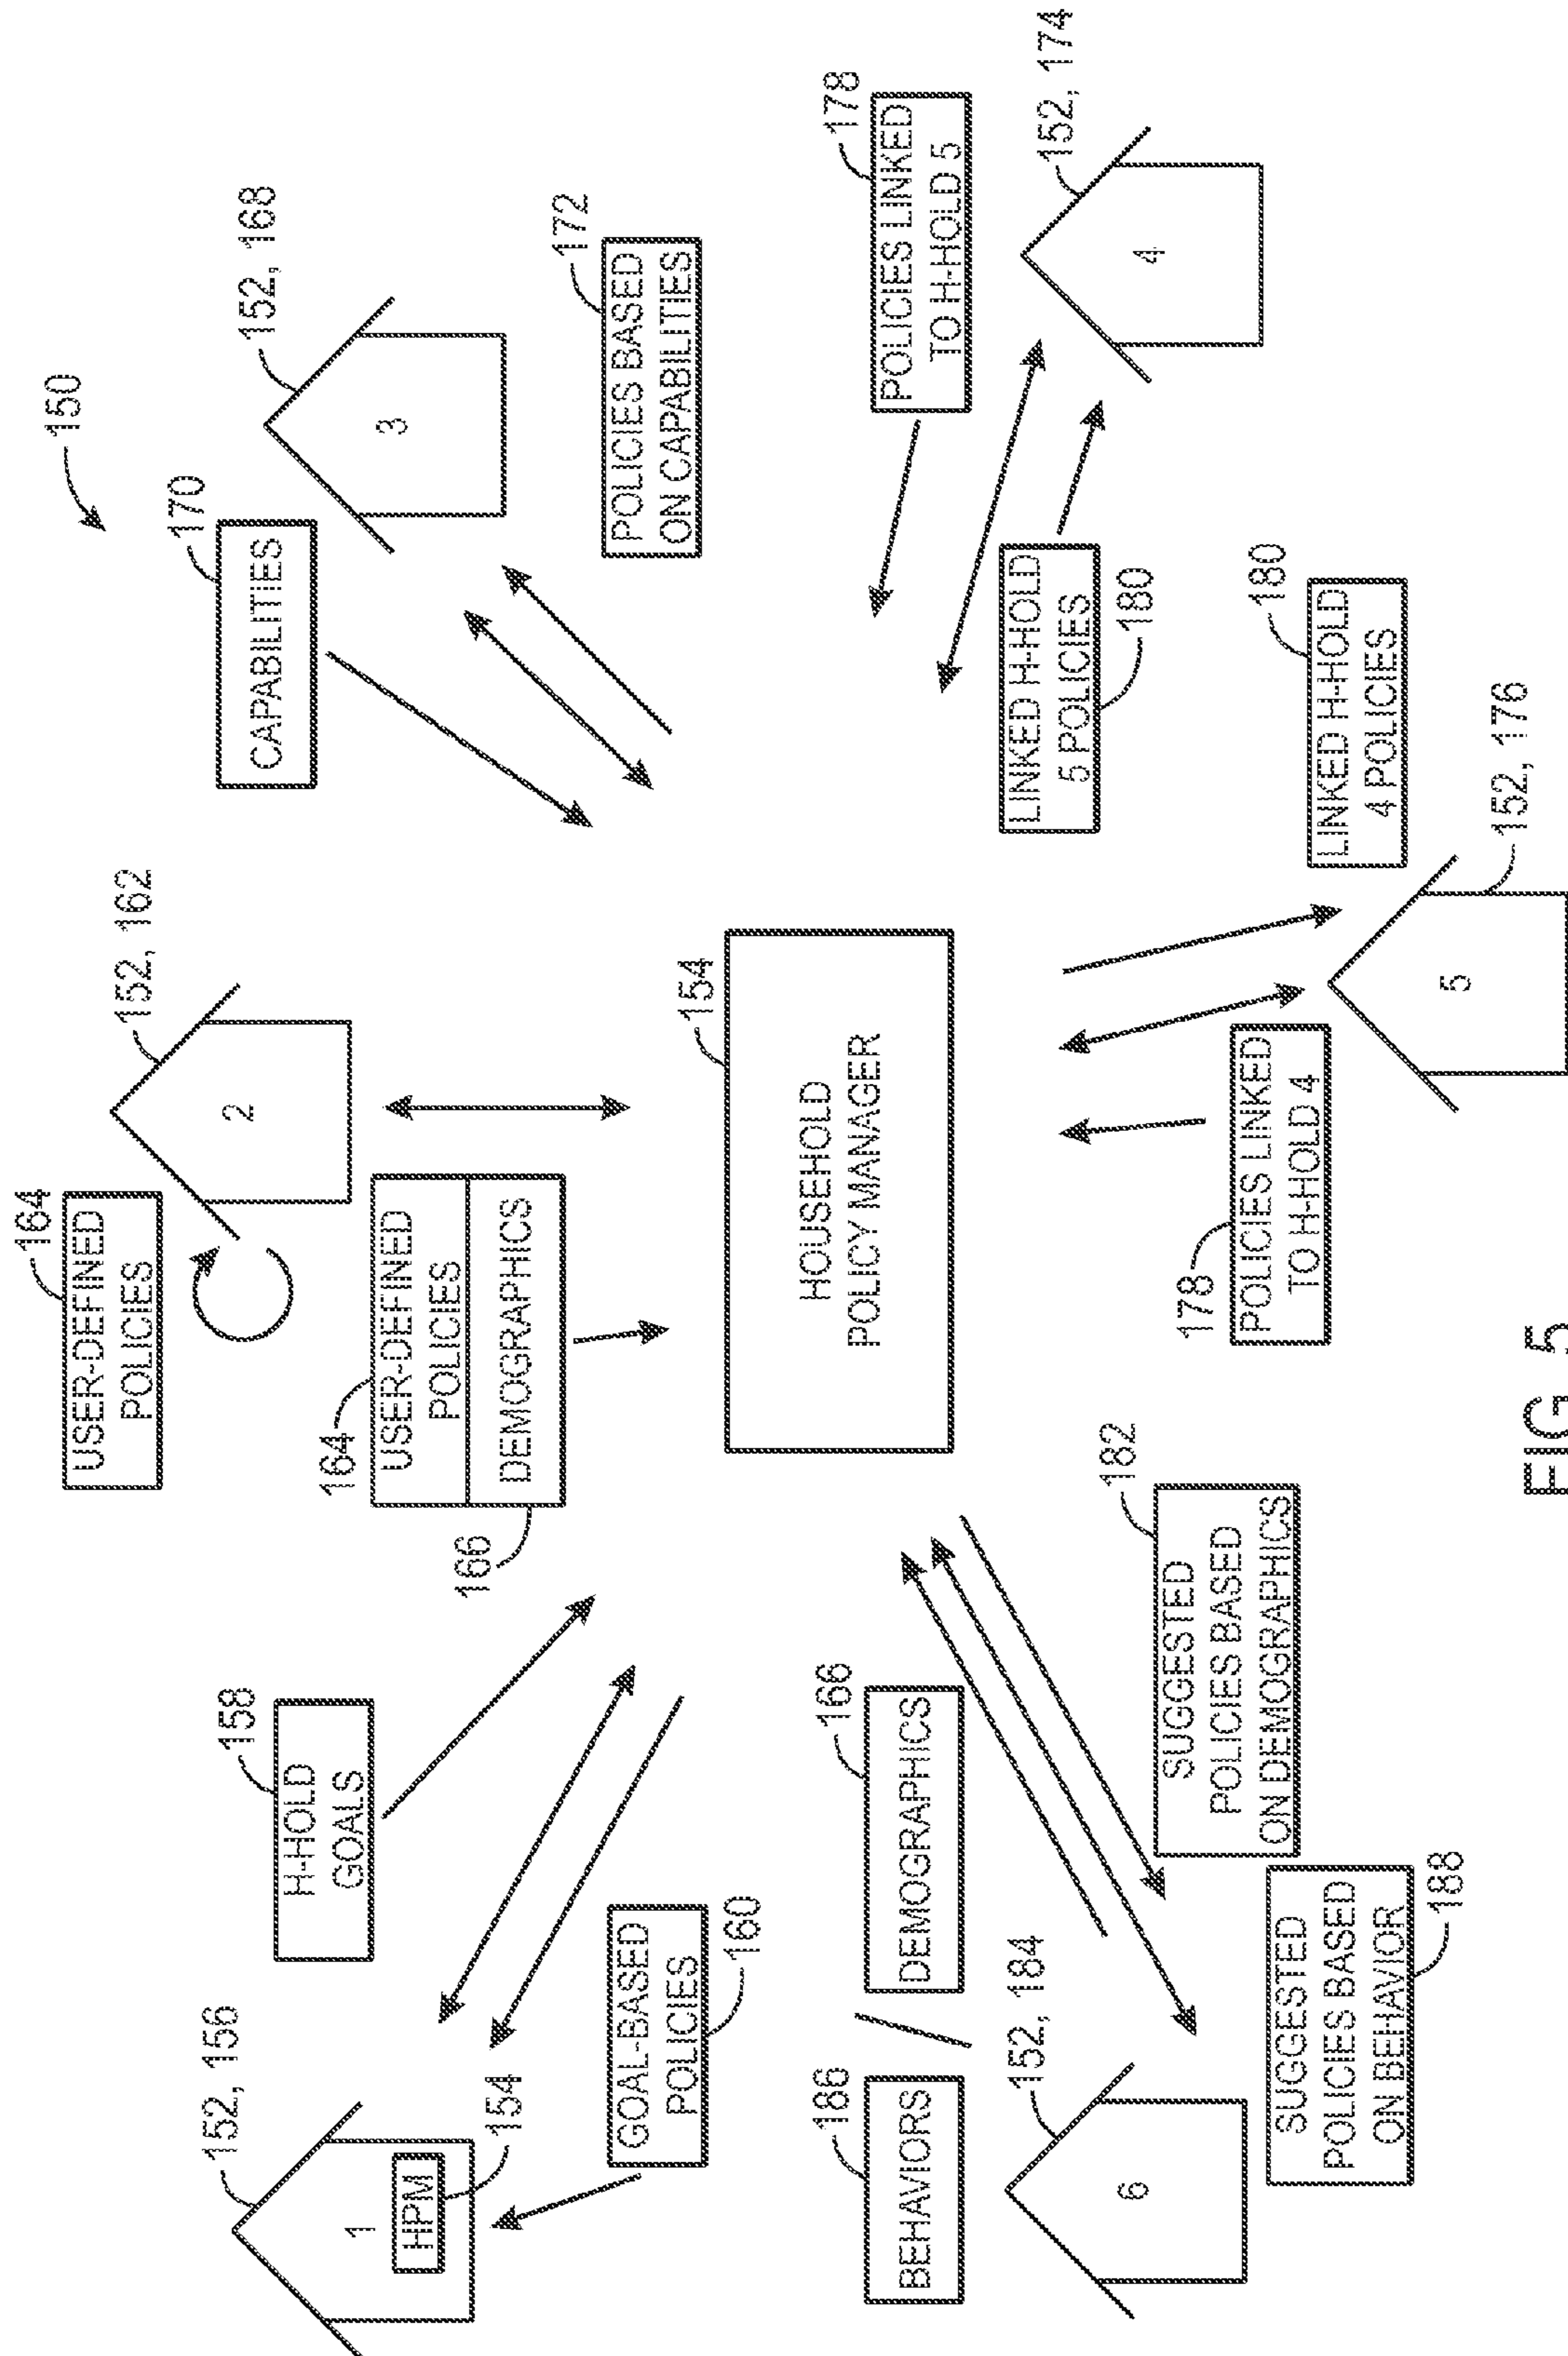 150
152, 156
1
HPM
154
158
H-HOLD
GOALS
GOAL-BASED
POLICIES
160
164
USER-DEFINED
POLICIES
152, 162
2
164
USER-DEFINED
POLICIES
DEMOGRAPHICS
166
170
CAPABILITIES
152, 168
3
172
POLICIES BASED
ON CAPABILITIES
154
HOUSEHOLD
POLICY MANAGER
178
POLICIES LINKED
TO H-HOLD 5
152, 174
4
LINKED H-HOLD
5 POLICIES
180
180
LINKED H-HOLD
4 POLICIES
152, 176
5
178
POLICIES LINKED
TO H-HOLD 4
186
BEHAVIORS
166
DEMOGRAPHICS
152, 184
6
182
SUGGESTED
POLICIES BASED
ON DEMOGRAPHICS
SUGGESTED
POLICIES BASED
ON BEHAVIOR
188
FIG. 5